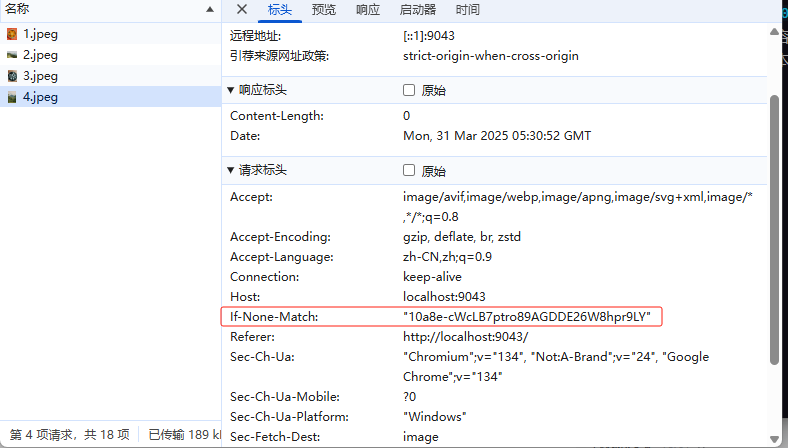 名称
1.jpeg
2.jpeg
3.jpeg
4.jpeg
第 4 项请求，共 18 项 已传输 189 k
标头 预览 响应 启动器 时间
远程地址: [::1]:9043
引荐来源网址政策: strict-origin-when-cross-origin
响应标头 原始
Content-Length: 0
Date: Mon, 31 Mar 2025 05:30:52 GMT
请求标头 原始
Accept: image/avif,image/webp,image/apng,image/svg+xml,image/*
,*/*;q=0.8
Accept-Encoding: gzip, deflate, br, zstd
Accept-Language: zh-CN,zh;q=0.9
Connection: keep-alive
Host: localhost:9043
If-None-Match: "10a8e-cWcLB7ptro89AGDDE26W8hpr9LY"
Referer: http://localhost:9043/
Sec-Ch-Ua: "Chromium";v="134", "Not:A-Brand";v="24", "Google
Chrome";v="134"
Sec-Ch-Ua-Mobile: ?0
Sec-Ch-Ua-Platform: "Windows"
Sec-Fetch-Dest: image